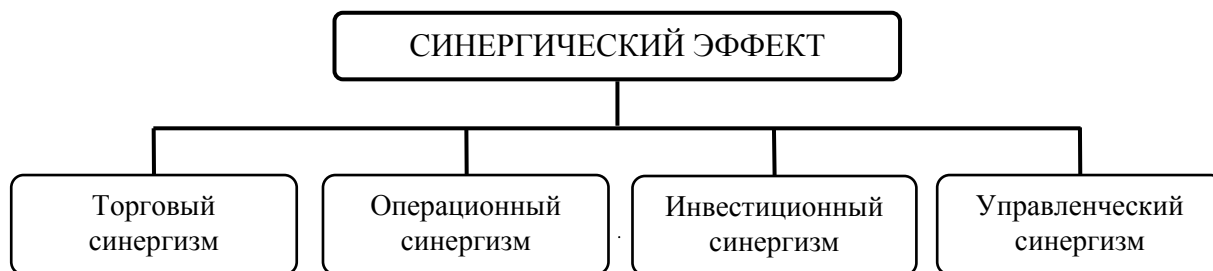 СИНЕРГИЧЕСКИЙ ЭФФЕКТ
Торговый
синергизм
Операционный
синергизм
Инвестиционный
синергизм
Управленческий
синергизм